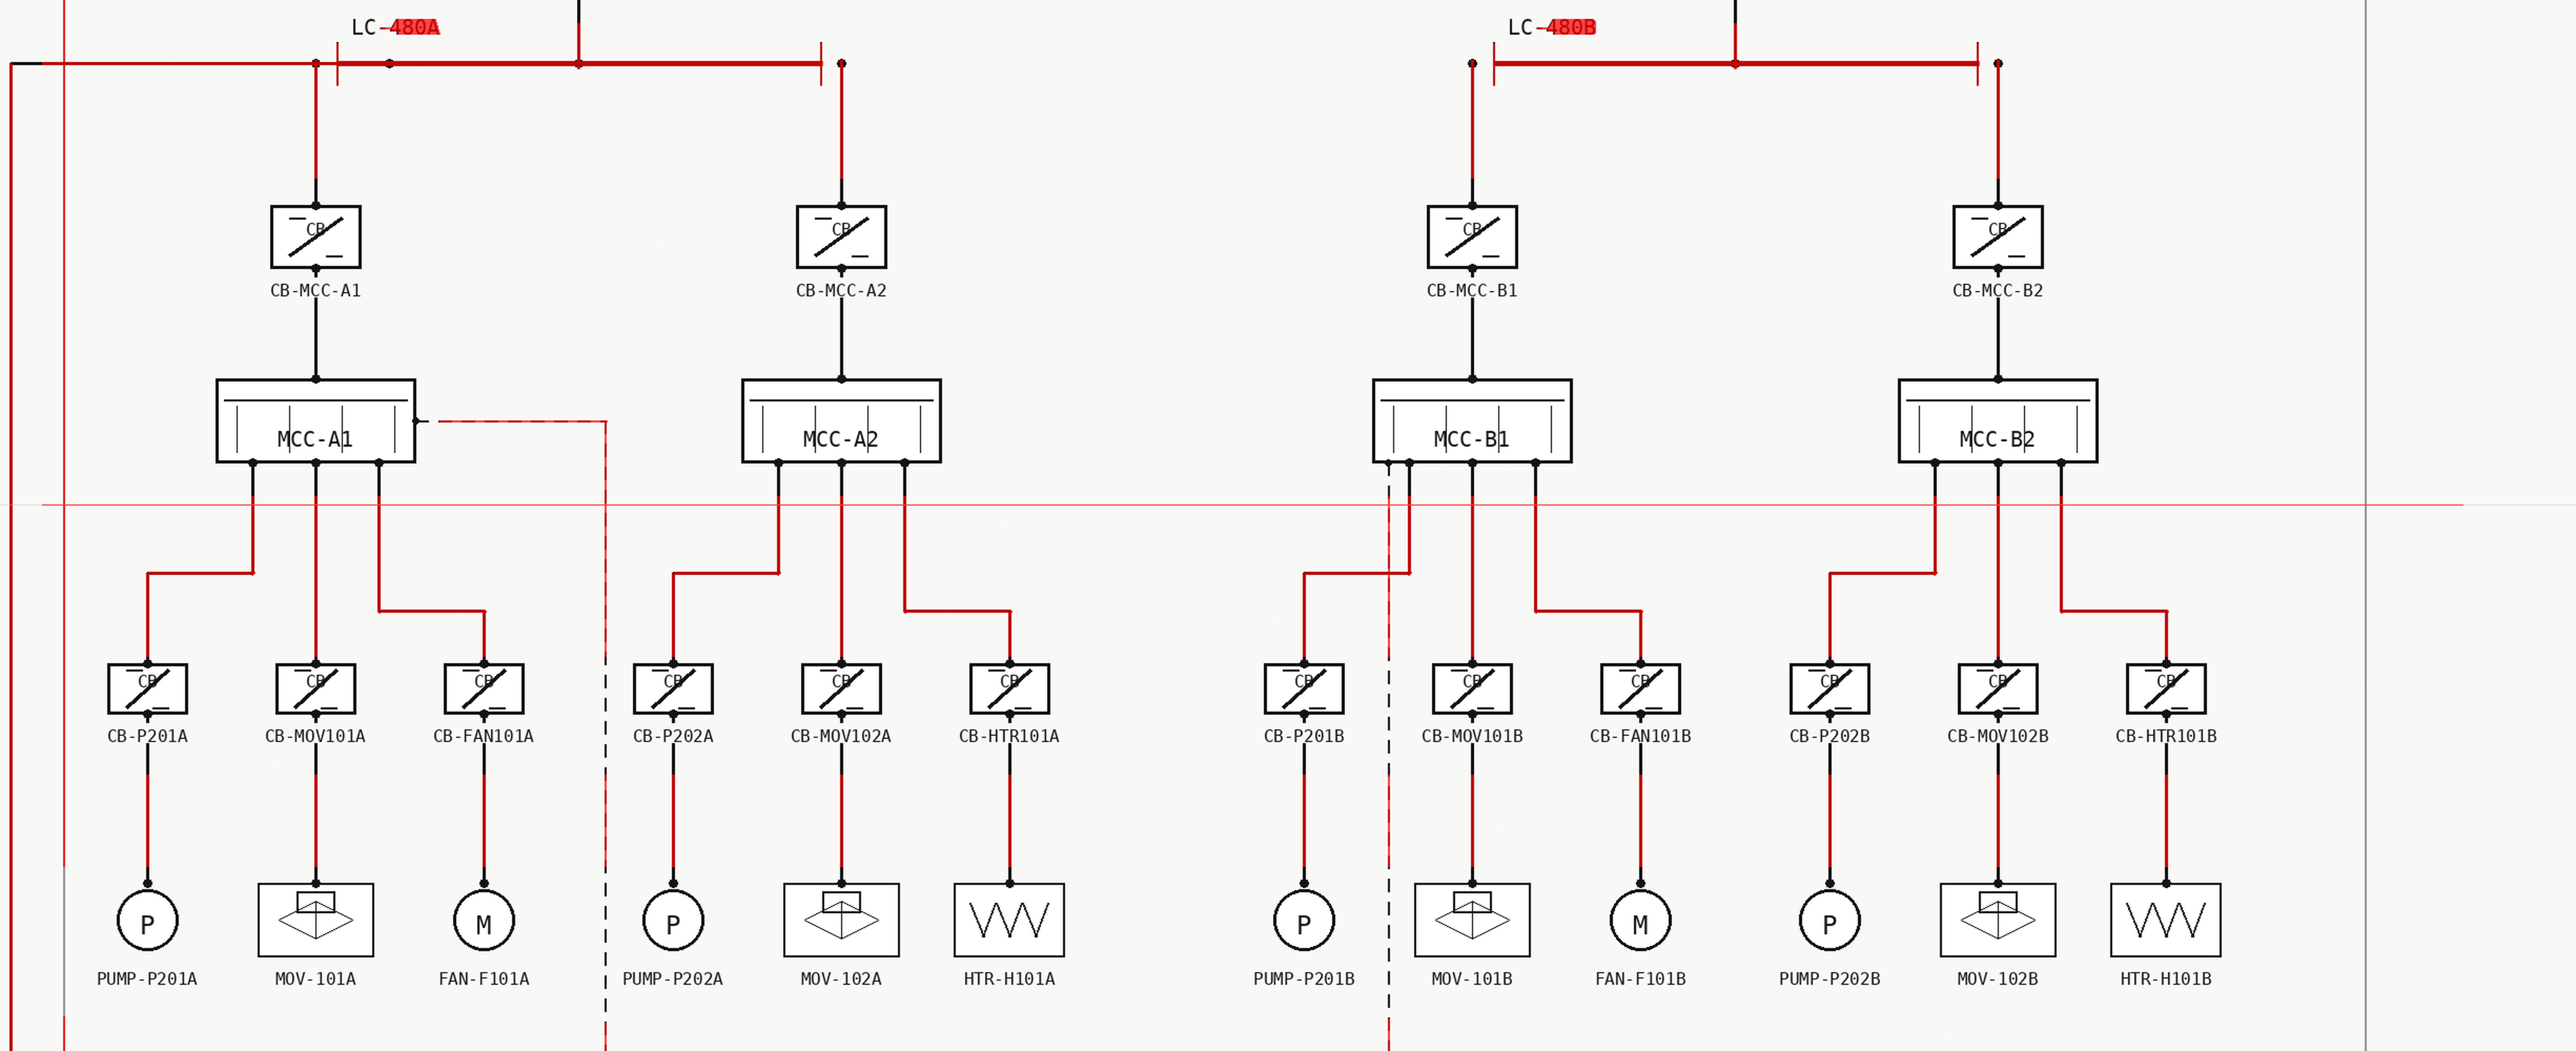 LC-480A LC-480B
CB CB CB CB
CB-MCC-A1 CB-MCC-A2 CB-MCC-B1 CB-MCC-B2
MCC-A1 MCC-A2 MCC-B1 MCC-B2
CB CB CB CB CB CB CB CB CB CB CB CB
CB-P201A CB-MOV101A CB-FAN101A CB-P202A CB-MOV102A CB-HTR101A CB-P201B CB-MOV101B CB-FAN101B CB-P202B CB-MOV102B CB-HTR101B
P M P P M P
PUMP-P201A MOV-101A FAN-F101A PUMP-P202A MOV-102A HTR-H101A PUMP-P201B MOV-101B FAN-F101B PUMP-P202B MOV-102B HTR-H101B